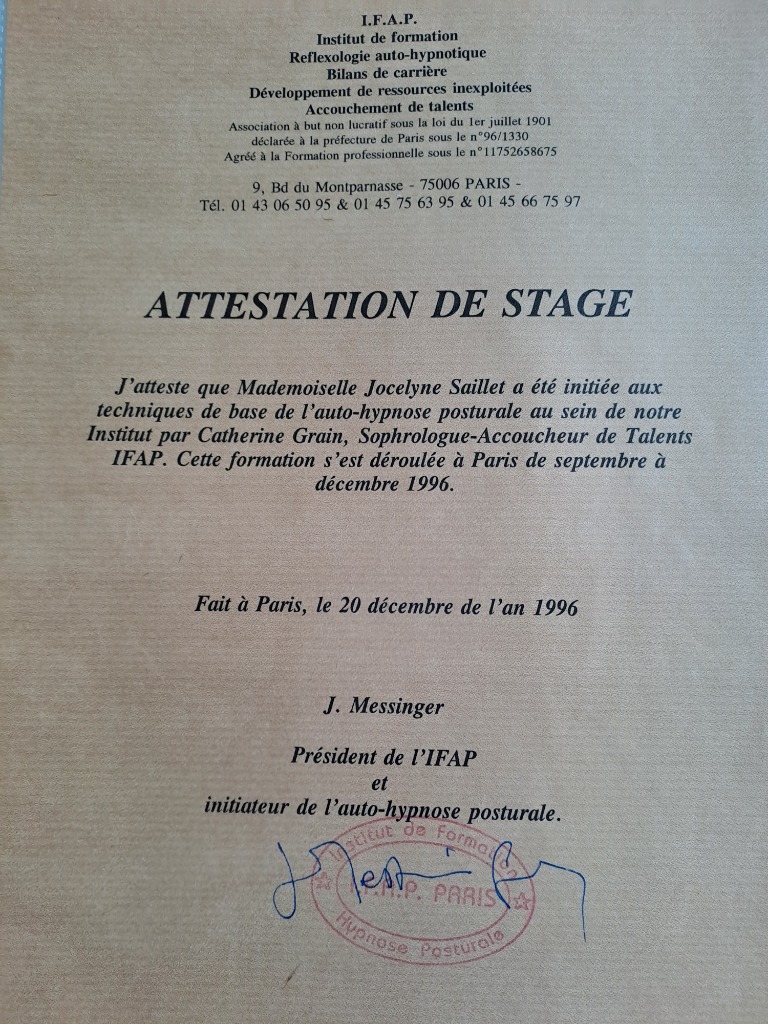 I.F.A.P.
Institut de formation
Reflexologie auto-hypnotique
Bilans de carrière
Développement de ressources inexploitées
Accouchement de talents
Association à but non lucratif sous la loi du 1er juillet 1901
déclarée à la préfecture de Paris sous le n°96/1330
Agréé à la Formation professionnelle sous le n°11752658675
9, Bd du Montparnasse - 75006 PARIS -
Tél. 01 43 06 50 95 & 01 45 75 63 95 & 01 45 66 75 97
ATTESTATION DE STAGE
J'atteste que Mademoiselle Jocelyne Saillet a été initiée aux
techniques de base de l'auto-hypnose posturale au sein de notre
Institut par Catherine Grain, Sophrologue-Accoucheur de Talents
IFAP. Cette formation s'est déroulée à Paris de septembre à
décembre 1996.
Fait à Paris, le 20 décembre de l'an 1996
J. Messinger
Président de l'IFAP
et
initiateur de l'auto-hypnose posturale.
Institut de Formation
I.F.A.P. PARIS
Hypnose Posturale